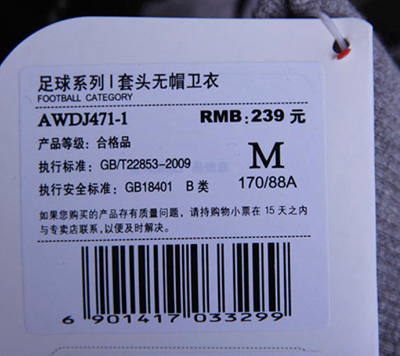 足球系列 | 套头无帽卫衣
FOOTBALL CATEGORY
AWDJ471-1 RMB: 239 元
产品等级: 合格品
执行标准: GB/T22853-2009
M
执行安全标准: GB18401 B 类
170/88A
如果您购买的产品存有质量问题, 请持购物小票在 15 天之内
与专卖店联系, 以便及时解决.
6 901417 033299